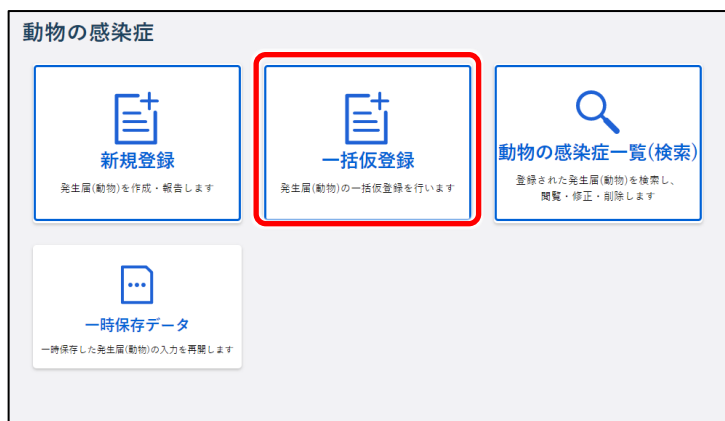 動物の感染症
新規登録
発生届(動物)を作成・報告します
一括仮登録
発生届(動物)の一括仮登録を行います
動物の感染症一覧(検索)
登録された発生届(動物)を検索し、
閲覧・修正・削除します
一時保存データ
一時保存した発生届(動物)の入力を再開します